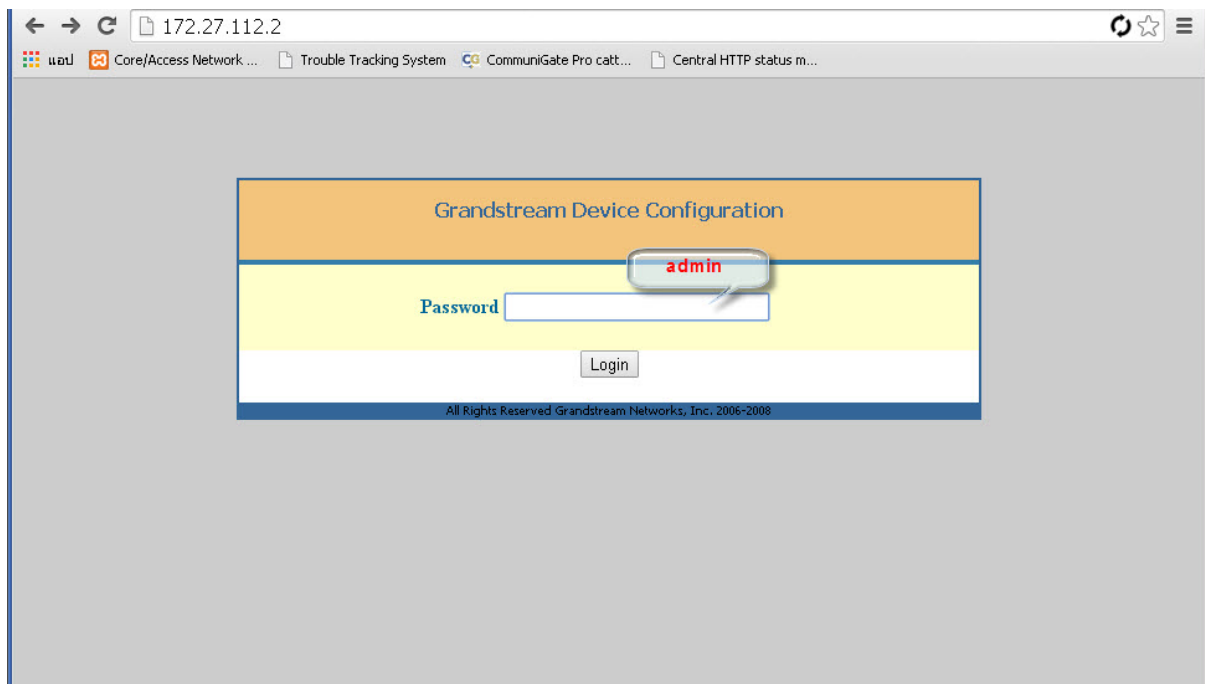 172.27.112.2
แอป Core/Access Network ... Trouble Tracking System CommuniGate Pro catt... Central HTTP status m...
Grandstream Device Configuration
admin
Password
Login
All Rights Reserved Grandstream Networks, Inc. 2006-2008